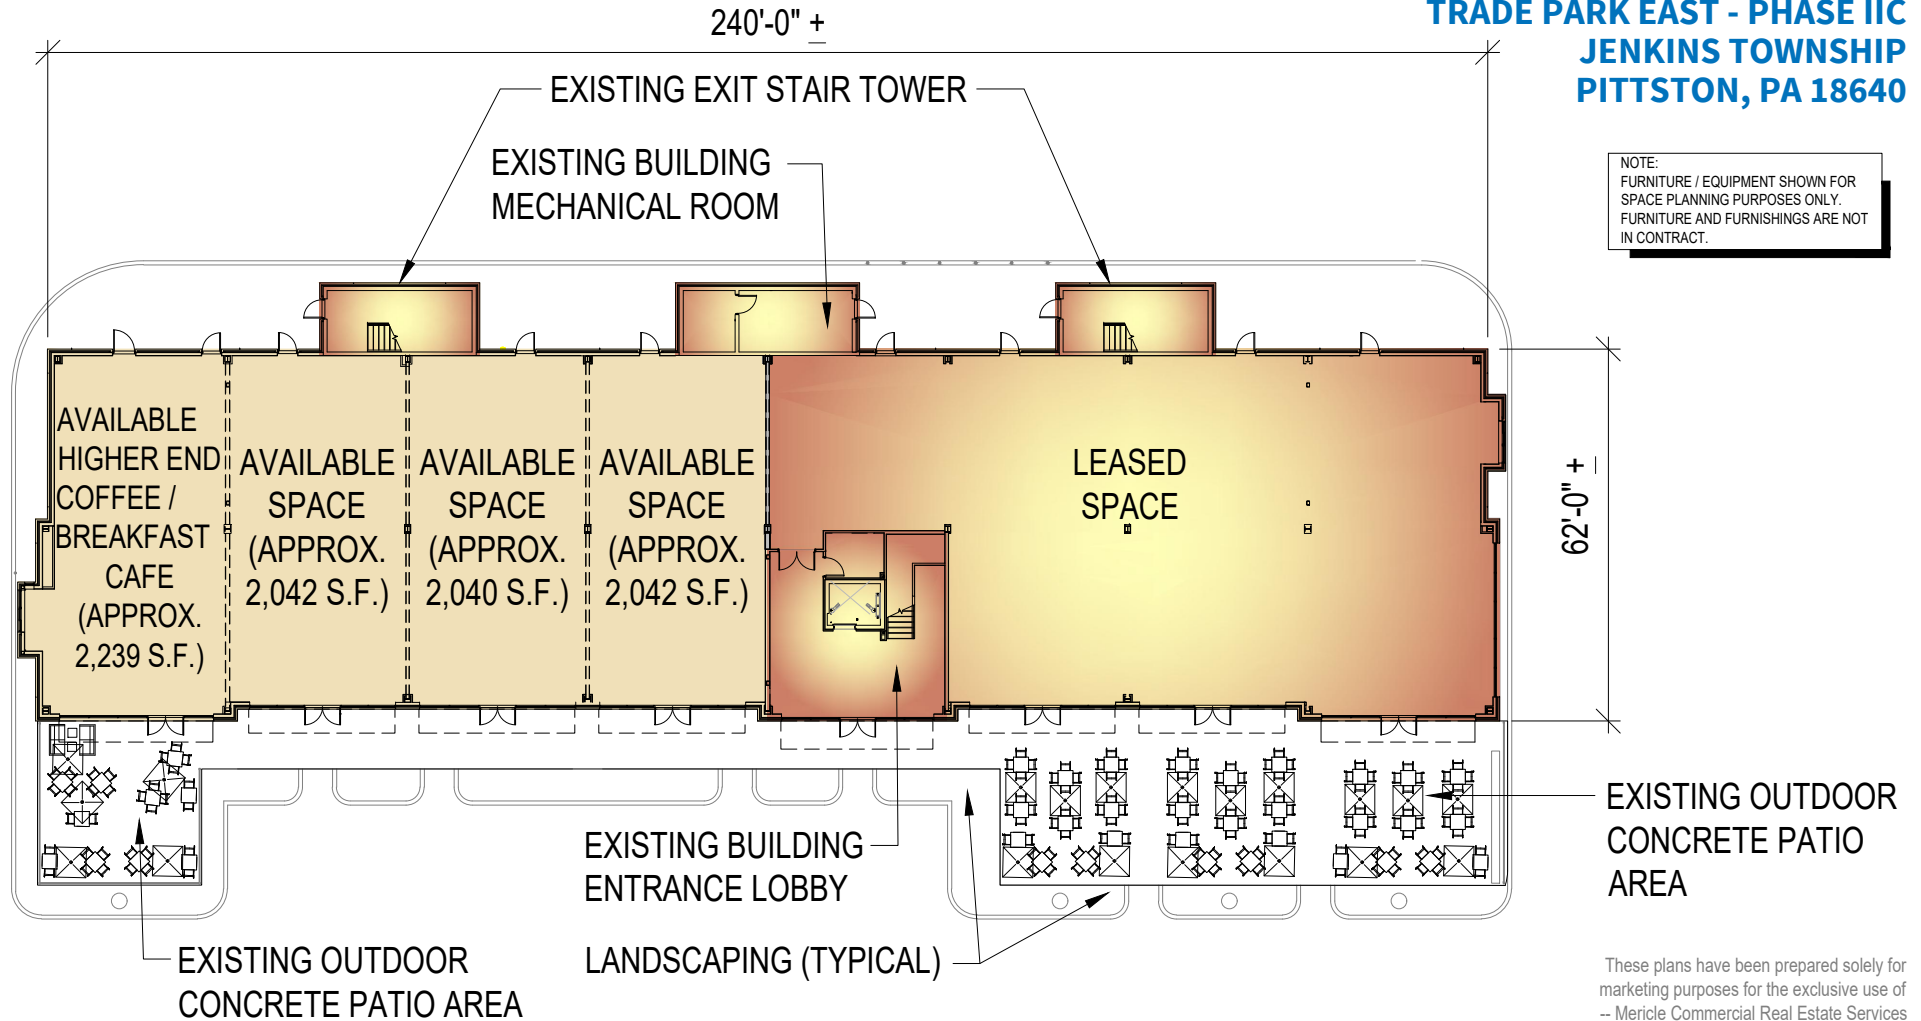 240'-0" ±
TRADE PARK EAST - PHASE IIC
JENKINS TOWNSHIP
PITTSTON, PA 18640
EXISTING EXIT STAIR TOWER
EXISTING BUILDING
MECHANICAL ROOM
NOTE:
FURNITURE / EQUIPMENT SHOWN FOR
SPACE PLANNING PURPOSES ONLY.
FURNITURE AND FURNISHINGS ARE NOT
IN CONTRACT.
AVAILABLE
HIGHER END
COFFEE /
BREAKFAST
CAFE
(APPROX.
2,239 S.F.)
AVAILABLE
SPACE
(APPROX.
2,042 S.F.)
AVAILABLE
SPACE
(APPROX.
2,040 S.F.)
AVAILABLE
SPACE
(APPROX.
2,042 S.F.)
LEASED
SPACE
62'-0" ±
EXISTING OUTDOOR
CONCRETE PATIO
AREA
EXISTING BUILDING
ENTRANCE LOBBY
LANDSCAPING (TYPICAL)
EXISTING OUTDOOR
CONCRETE PATIO AREA
These plans have been prepared solely for
marketing purposes for the exclusive use of
-- Mericle Commercial Real Estate Services